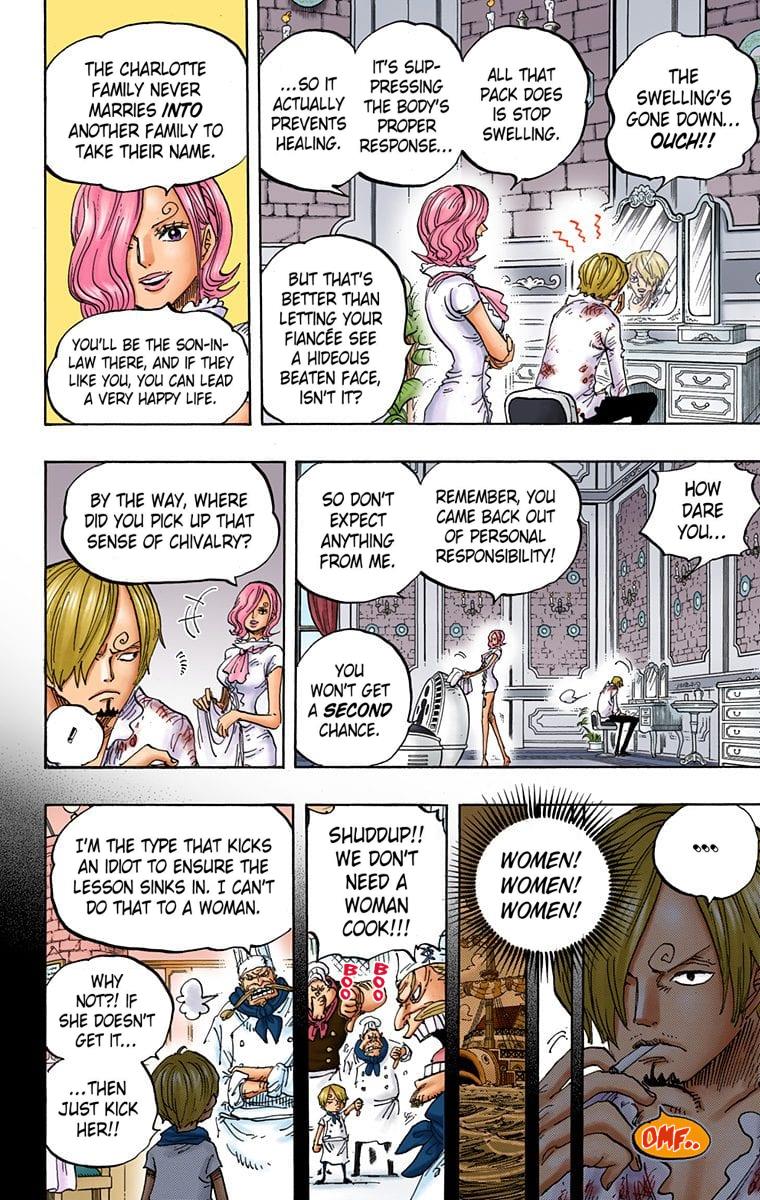 THE
SWELLING'S
GONE DOWN...
OUCH!!
ALL THAT
PACK DOES
IS STOP
SWELLING.
IT'S SUP-
PRESSING
THE BODY'S
PROPER
RESPONSE...
...SO IT
ACTUALLY
PREVENTS
HEALING.
BUT THAT'S
BETTER THAN
LETTING YOUR
FIANCÉE SEE
A HIDEOUS
BEATEN FACE,
ISN'T IT?
THE CHARLOTTE
FAMILY NEVER
MARRIES INTO
ANOTHER FAMILY TO
TAKE THEIR NAME.
YOU'LL BE THE SON-IN-
LAW THERE, AND IF THEY
LIKE YOU, YOU CAN LEAD
A VERY HAPPY LIFE.
HOW
DARE
YOU...
REMEMBER, YOU
CAME BACK OUT
OF PERSONAL
RESPONSIBILITY!
SO DON'T
EXPECT
ANYTHING
FROM ME.
YOU
WON'T GET
A SECOND
CHANCE.
BY THE WAY, WHERE
DID YOU PICK UP THAT
SENSE OF CHIVALRY?
...
WOMEN!
WOMEN!
WOMEN!
OMF..
SHUDDUP!!
WE DON'T
NEED A
WOMAN
COOK!!!
BOO
BOO
I'M THE TYPE THAT KICKS
AN IDIOT TO ENSURE THE
LESSON SINKS IN. I CAN'T
DO THAT TO A WOMAN.
WHY
NOT?! IF
SHE DOESN'T
GET IT...
...THEN
JUST KICK
HER!!